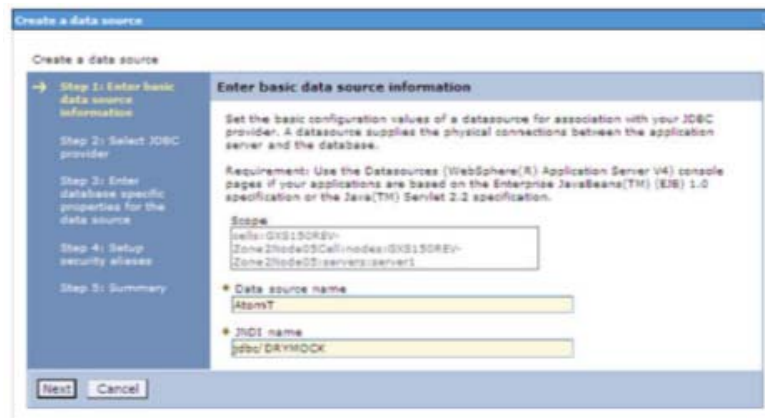 Create a data source
Create a data source
Step 1: Enter basic
data source
information
Step 2: Select JDBC
provider
Step 3: Enter
database specific
properties for the
data source
Step 4: Setup
security aliases
Step 5: Summary
Enter basic data source information
Set the basic configuration values of a datasource for association with your JDBC
provider. A datasource supplies the physical connections between the application
server and the database.
Requirement: Use the Datasources (WebSphere(R) Application Server V4) console
pages if your applications are based on the Enterprise JavaBeans(TM) (EJB) 1.0
specification or the Java(TM) Servlet 2.2 specification.
Scope
cells:GXS150REV-
Zone2Node05Cell:nodes:GXS150REV-
Zone2Node05:servers:server1
* Data source name
AtomT
* JNDI name
jdbc/DRYMOCK
Next Cancel